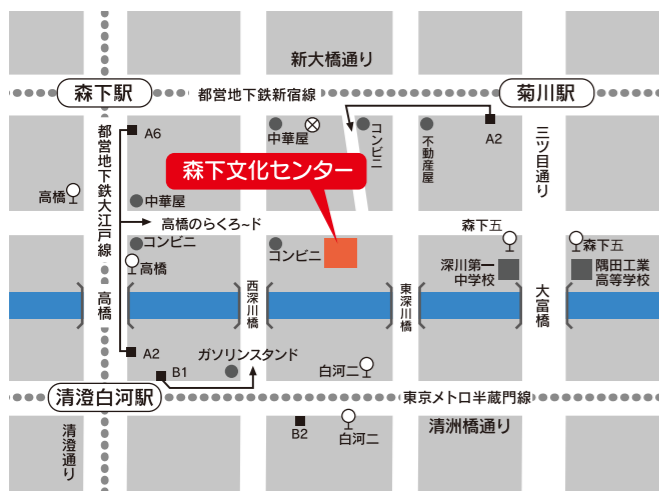 新大橋通り
森下駅
都営地下鉄新宿線
菊川駅
都営地下鉄大江戸線
A6
中華屋
コンビニ
不動産屋
A2
三ツ目通り
森下文化センター
高橋
中華屋
高橋のらくろ~ド
コンビニ
高橋
コンビニ
森下五
森下五
深川第一
中学校
隅田工業
高等学校
高橋
西深川橋
東深川橋
大富橋
A2
B1
ガソリンスタンド
白河二
清澄白河駅
東京メトロ半蔵門線
清澄通り
B2
白河二
清洲橋通り